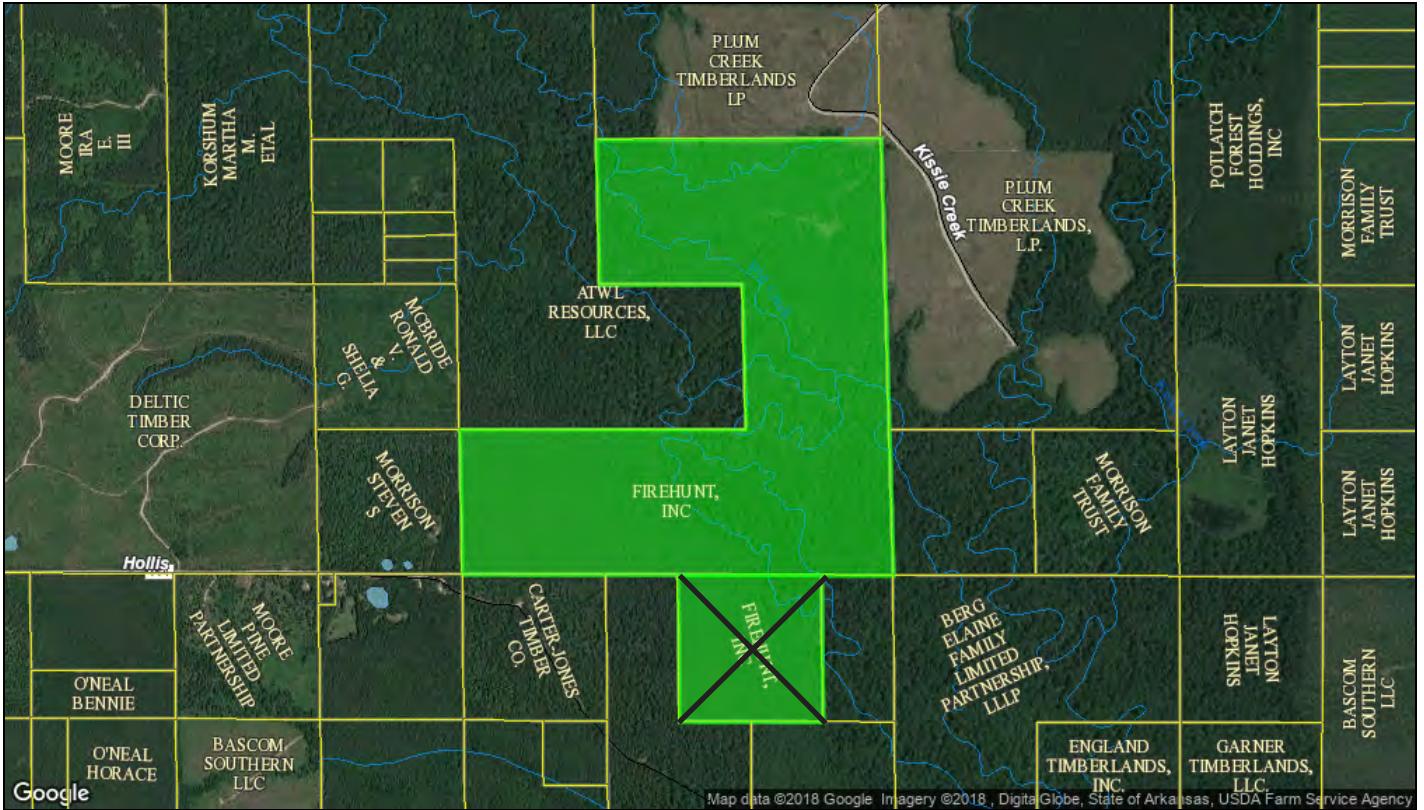 PLUM
CREEK
TIMBERLANDS
LP
MOORE
IRA
E.
III
KORSHUM
MARTHA
M.
ETAL
Kissie Creek
POTLATCH
FOREST
HOLDINGS,
INC
PLUM
CREEK
TIMBERLANDS,
L.P.
MORRISON
FAMILY
TRUST
ATWL
RESOURCES,
LLC
MCBRIDE
RONALD
V.
&
SHELIA
G.
DELTIC
TIMBER
CORP.
LAYTON
JANET
HOPKINS
LAYTON
JANET
HOPKINS
MORRISON
STEVEN
S
FIREHUNT,
INC
MORRISON
FAMILY
TRUST
LAYTON
JANET
HOPKINS
Hollis
MOORE
PINE
LIMITED
PARTNERSHIP
CARTER-JONES
TIMBER
CO.
FIREHUNT,
INC
BERG
ELAINE
FAMILY
LIMITED
PARTNERSHIP,
LLLP
LAYTON
JANET
HOPKINS
BASCOM
SOUTHERN
LLC
O'NEAL
BENNIE
O'NEAL
HORACE
BASCOM
SOUTHERN
LLC
ENGLAND
TIMBERLANDS,
INC.
GARNER
TIMBERLANDS,
LLC.
Google
Map data ©2018 Google Imagery ©2018 , DigitalGlobe, State of Arkansas, USDA Farm Service Agency